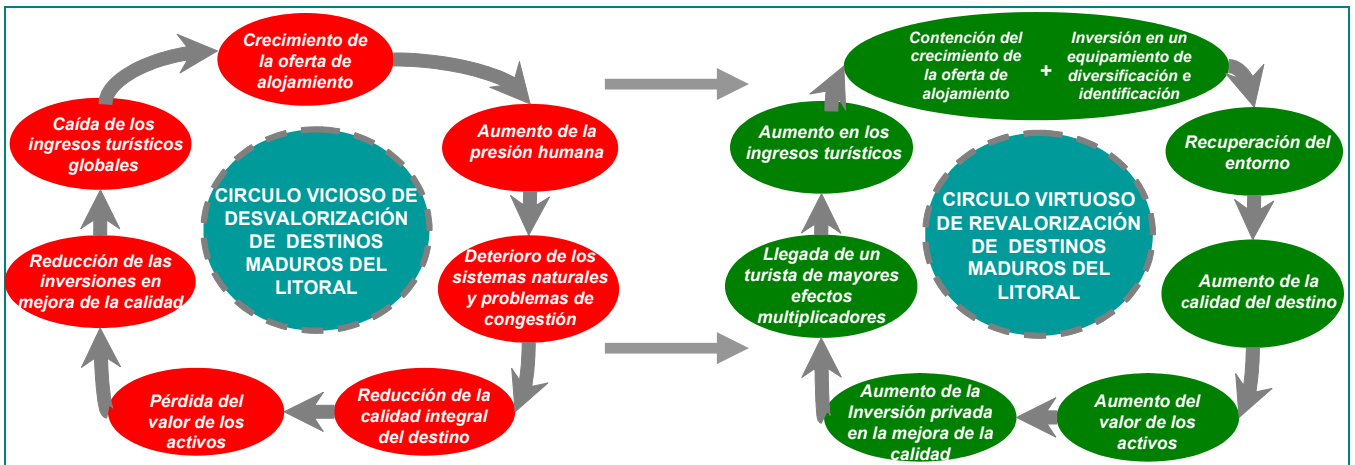 Crecimiento de
la oferta de
alojamiento
Aumento de la
presión humana
Deterioro de los
sistemas naturales
y problemas de
congestión
Reducción de la
calidad integral
del destino
Pérdida del
valor de los
activos
Reducción de las
inversiones en
mejora de la calidad
Caída de los
ingresos turísticos
globales
CIRCULO VICIOSO DE
DESVALORIZACIÓN
DE DESTINOS
MADUROS DEL
LITORAL
Contención del
crecimiento de
la oferta de
alojamiento
+
Inversión en un
equipamiento de
diversificación e
identificación
Recuperación del
entorno
Aumento de la
calidad del destino
Aumento del
valor de los
activos
Aumento de la
Inversión privada
en la mejora de la
calidad
Llegada de un
turista de mayores
efectos
multiplicadores
Aumento en los
ingresos turísticos
CIRCULO VIRTUOSO
DE REVALORIZACIÓN
DE DESTINOS
MADUROS DEL
LITORAL